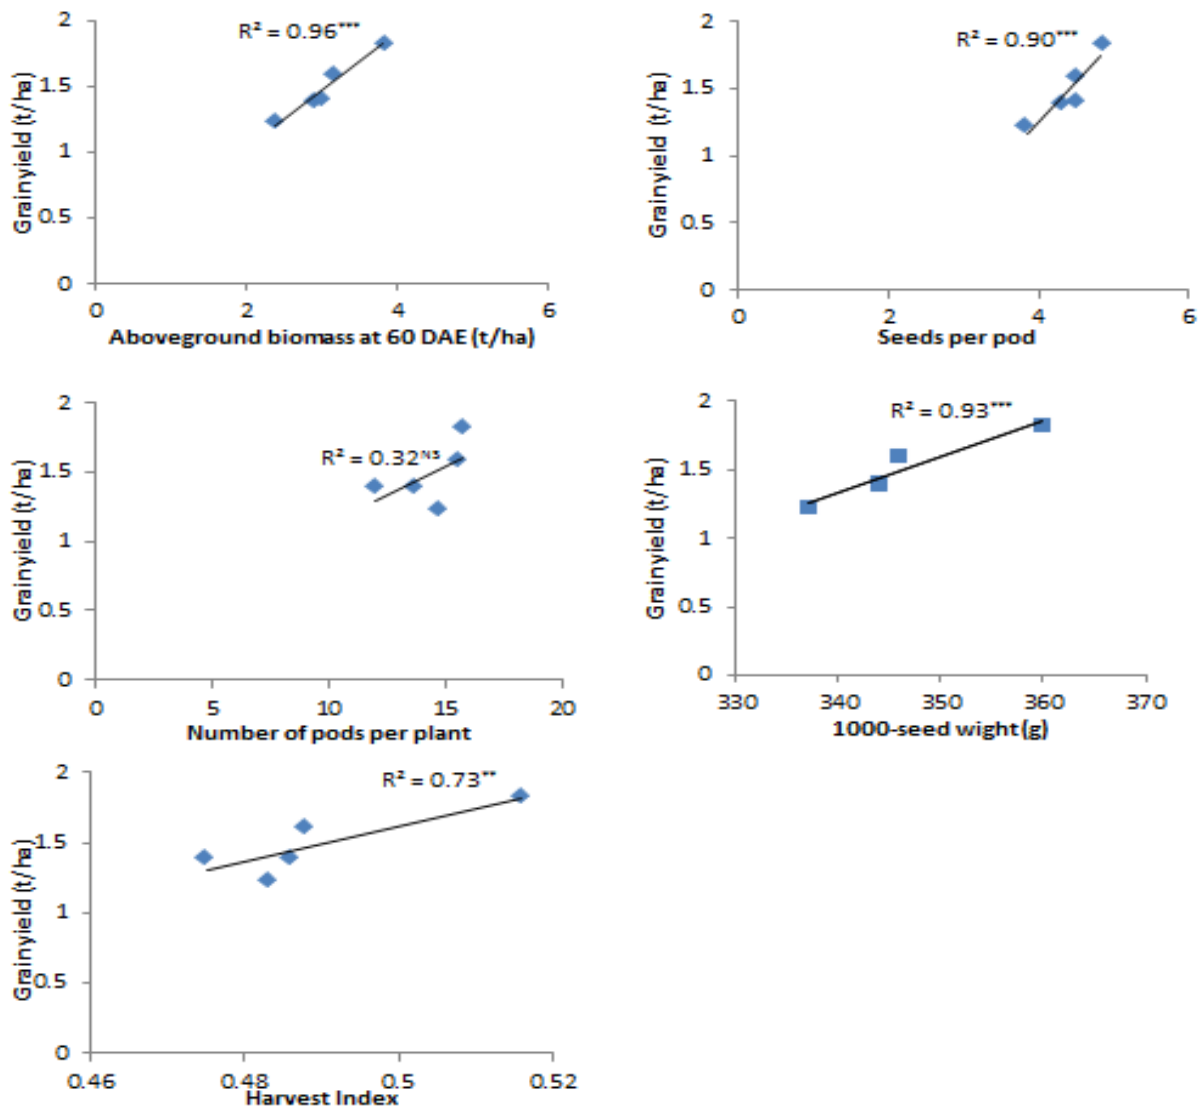 R² = 0.96***
Grainyield (t/ha)
2
1.5
1
0.5
0
0 2 4 6
Aboveground biomass at 60 DAE (t/ha)
R² = 0.90***
Grainyield (t/ha)
2
1.5
1
0.5
0
0 2 4 6
Seeds per pod
R² = 0.32ᴺˢ
Grainyield (t/ha)
2
1.5
1
0.5
0
0 5 10 15 20
Number of pods per plant
R² = 0.93***
Grainyield (t/ha)
2
1.5
1
0.5
0
330 340 350 360 370
1000-seed wight (g)
R² = 0.73**
Grainyield (t/ha)
2
1.5
1
0.5
0
0.46 0.48 0.5 0.52
Harvest Index